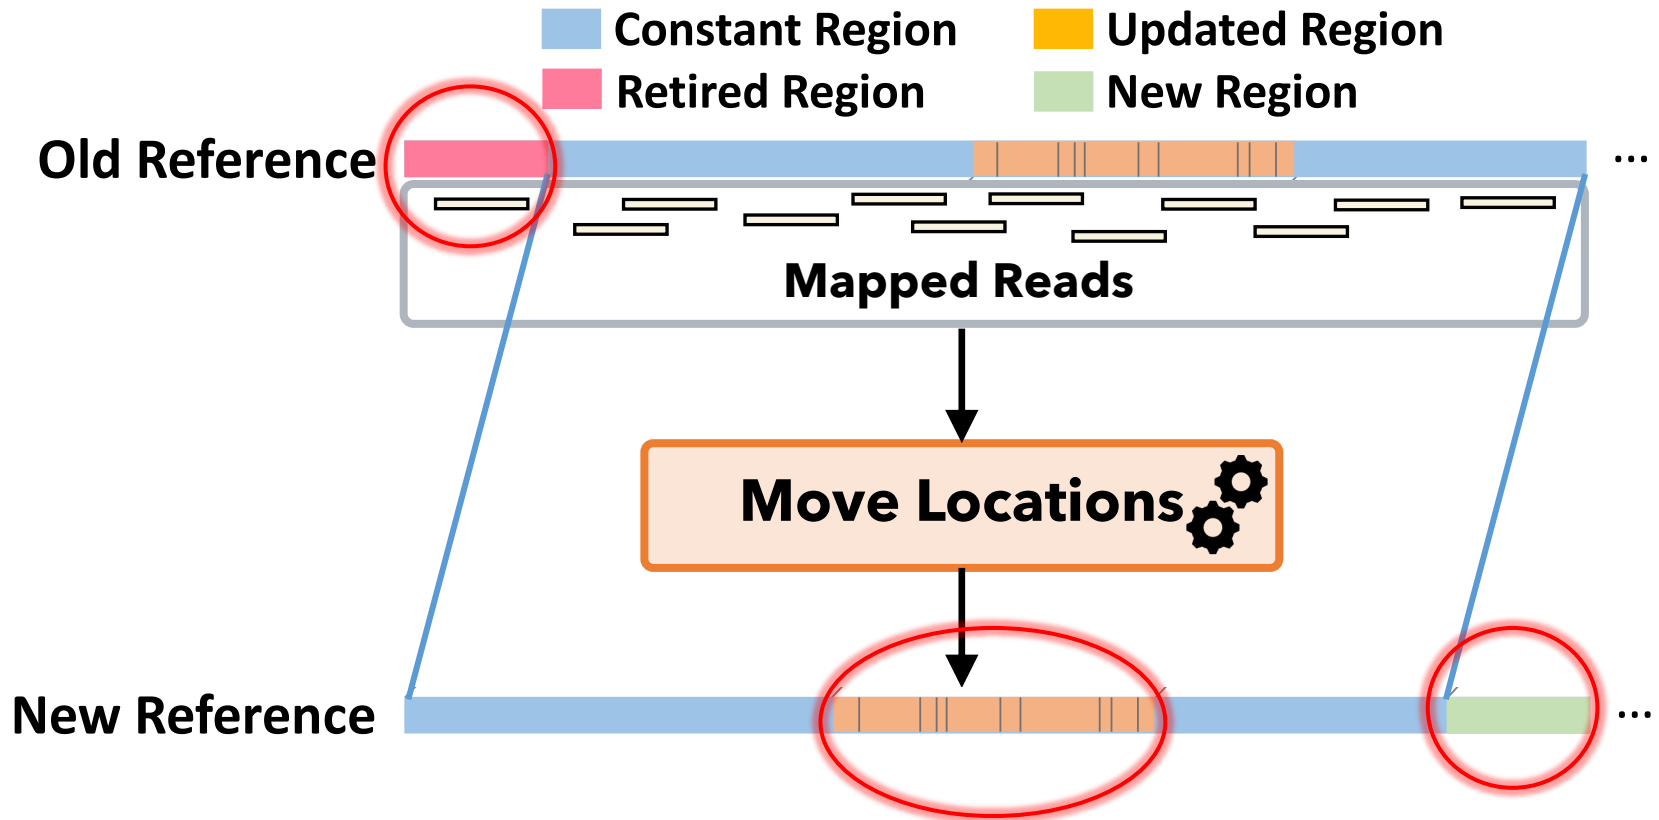 Constant Region
Updated Region
Retired Region
New Region
Old Reference
...
Mapped Reads
Move Locations
New Reference
...